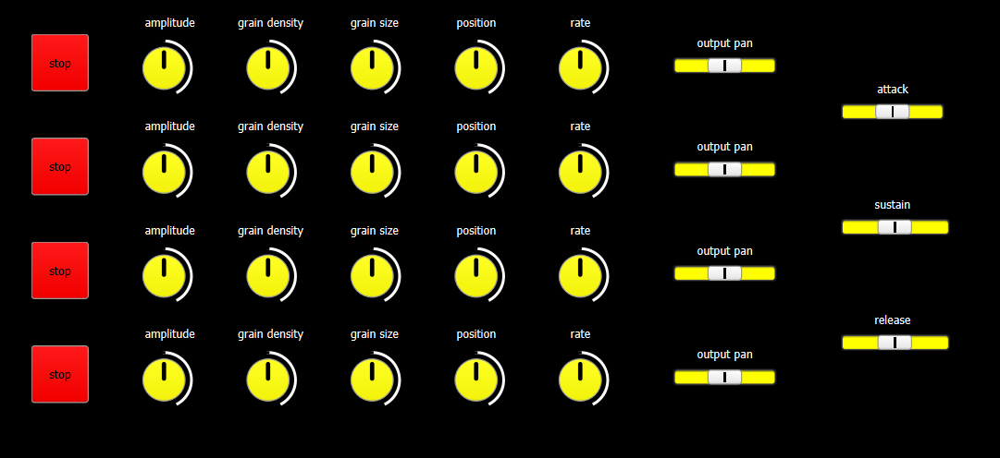 amplitude grain density grain size position rate
output pan
stop
attack
amplitude grain density grain size position rate
output pan
stop
sustain
amplitude grain density grain size position rate
output pan
stop
release
amplitude grain density grain size position rate
output pan
stop